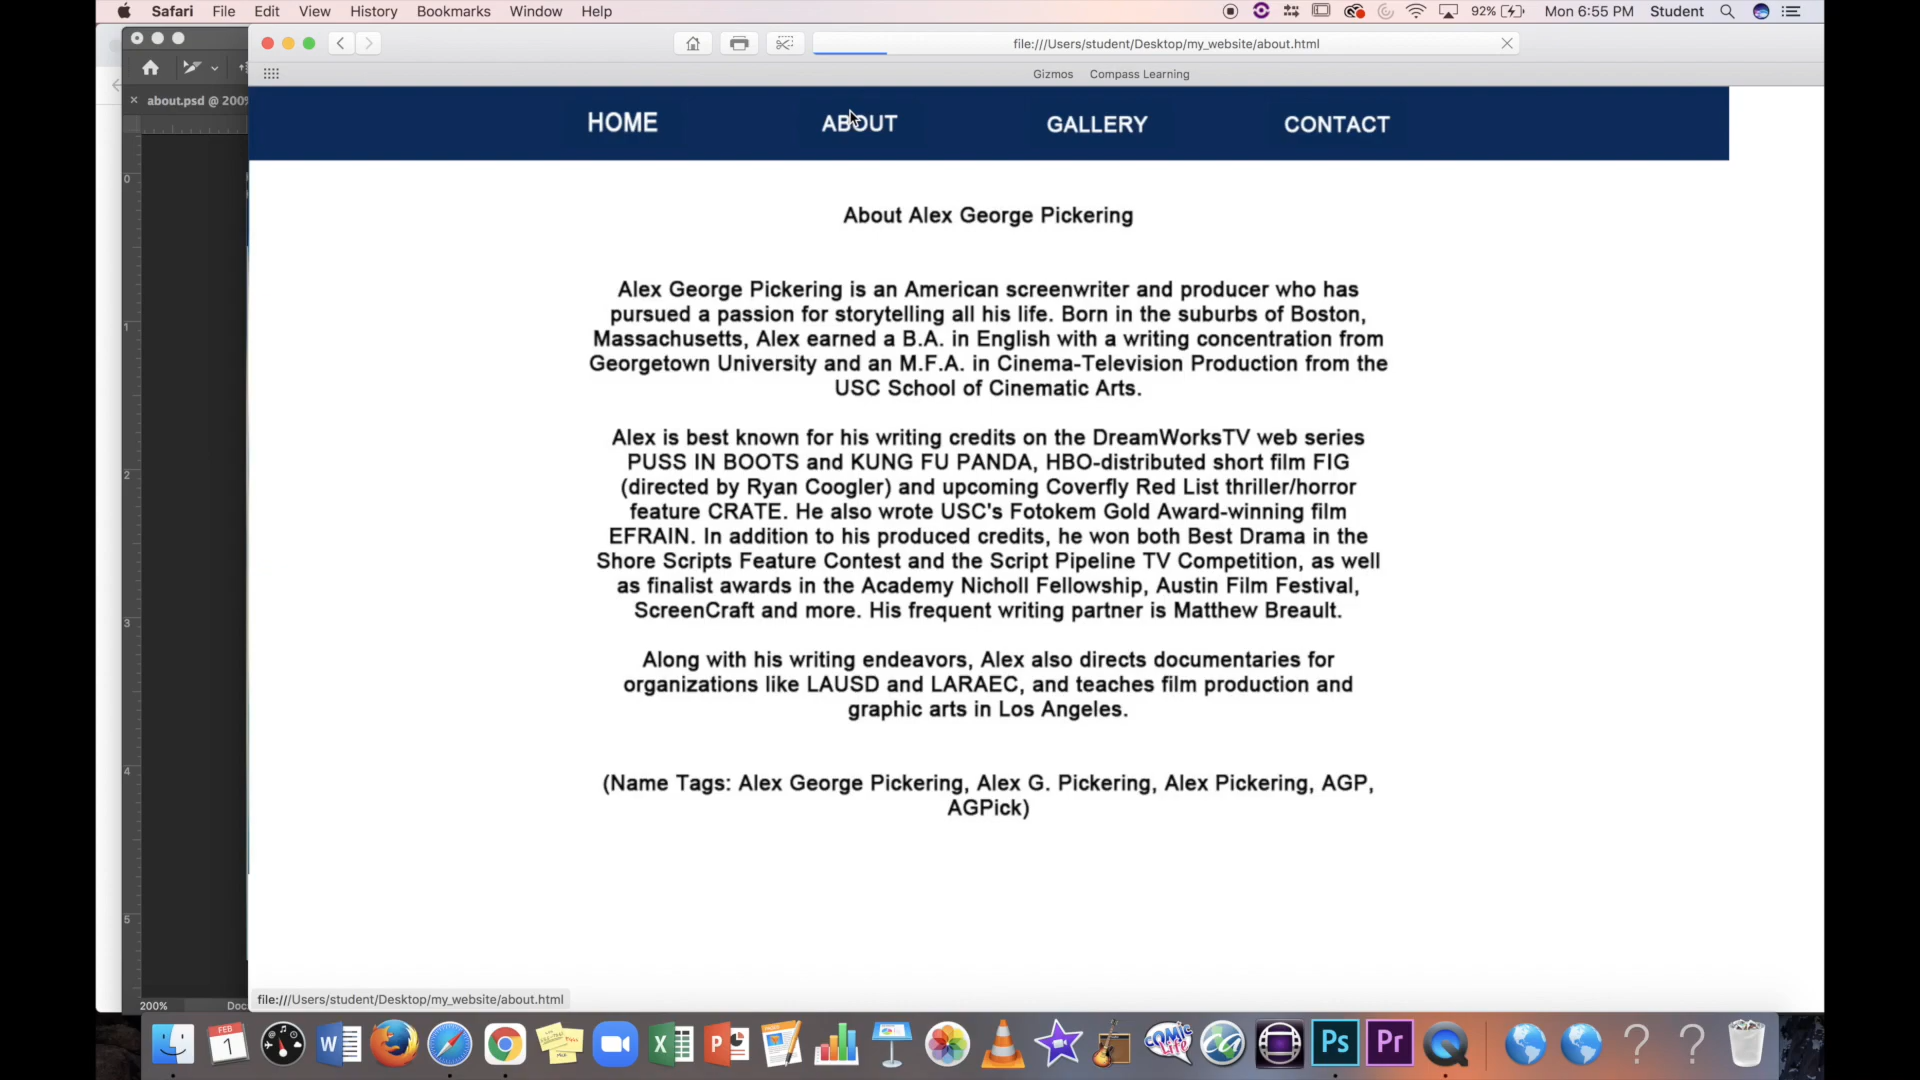 Safari File Edit View History Bookmarks Window Help
92% Mon 6:55 PM Student
file:///Users/student/Desktop/my_website/about.html
Gizmos Compass Learning
about.psd @ 200%
HOME ABOUT GALLERY CONTACT
0
1
2
3
4
5
About Alex George Pickering
Alex George Pickering is an American screenwriter and producer who has
pursued a passion for storytelling all his life. Born in the suburbs of Boston,
Massachusetts, Alex earned a B.A. in English with a writing concentration from
Georgetown University and an M.F.A. in Cinema-Television Production from the
USC School of Cinematic Arts.
Alex is best known for his writing credits on the DreamWorksTV web series
PUSS IN BOOTS and KUNG FU PANDA, HBO-distributed short film FIG
(directed by Ryan Coogler) and upcoming Coverfly Red List thriller/horror
feature CRATE. He also wrote USC's Fotokem Gold Award-winning film
EFRAIN. In addition to his produced credits, he won both Best Drama in the
Shore Scripts Feature Contest and the Script Pipeline TV Competition, as well
as finalist awards in the Academy Nicholl Fellowship, Austin Film Festival,
ScreenCraft and more. His frequent writing partner is Matthew Breault.
Along with his writing endeavors, Alex also directs documentaries for
organizations like LAUSD and LARAEC, and teaches film production and
graphic arts in Los Angeles.
(Name Tags: Alex George Pickering, Alex G. Pickering, Alex Pickering, AGP,
AGPick)
file:///Users/student/Desktop/my_website/about.html
200% Doc
FEB
1
W
X
P
COMIC Life
Ps
Pr
? ?